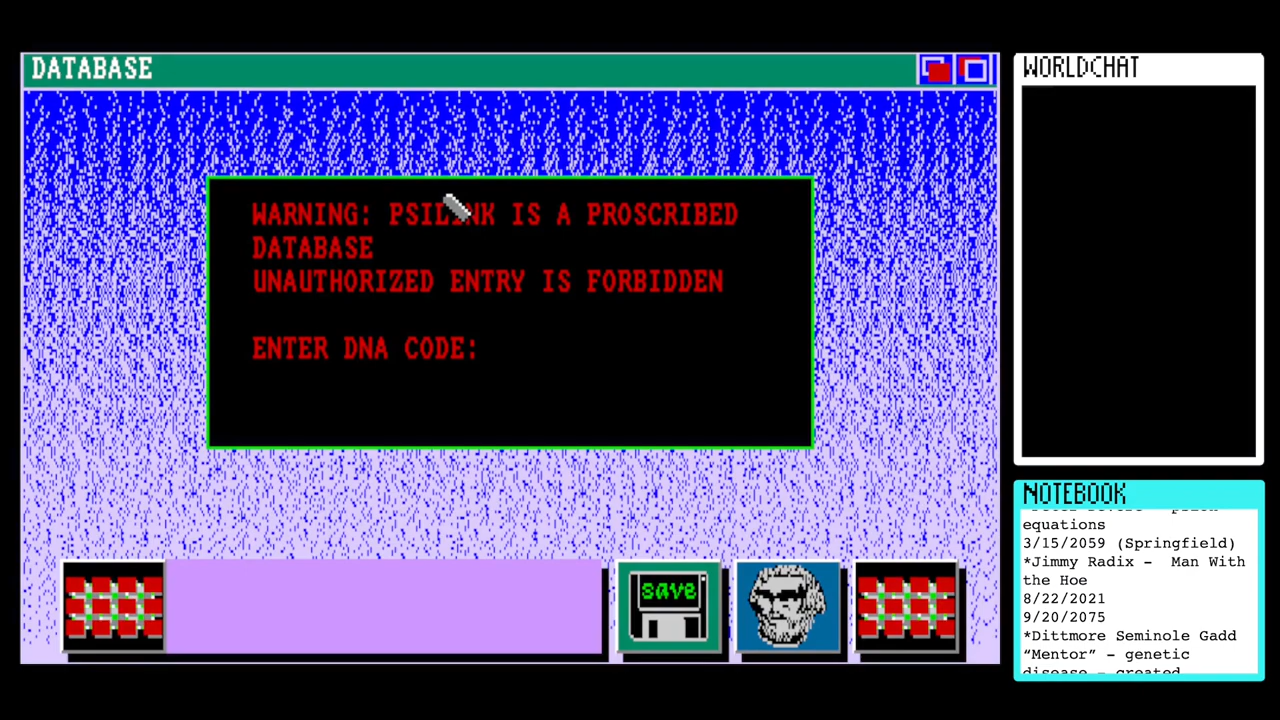 DATABASE
WARNING: PSILINK IS A PROSCRIBED
DATABASE
UNAUTHORIZED ENTRY IS FORBIDDEN
ENTER DNA CODE:
save
WORLDCHAT
NOTEBOOK
equations
3/15/2059 (Springfield)
*Jimmy Radix - Man With
the Hoe
8/22/2021
9/20/2075
*Dittmore Seminole Gadd
“Mentor” - genetic
disease - created